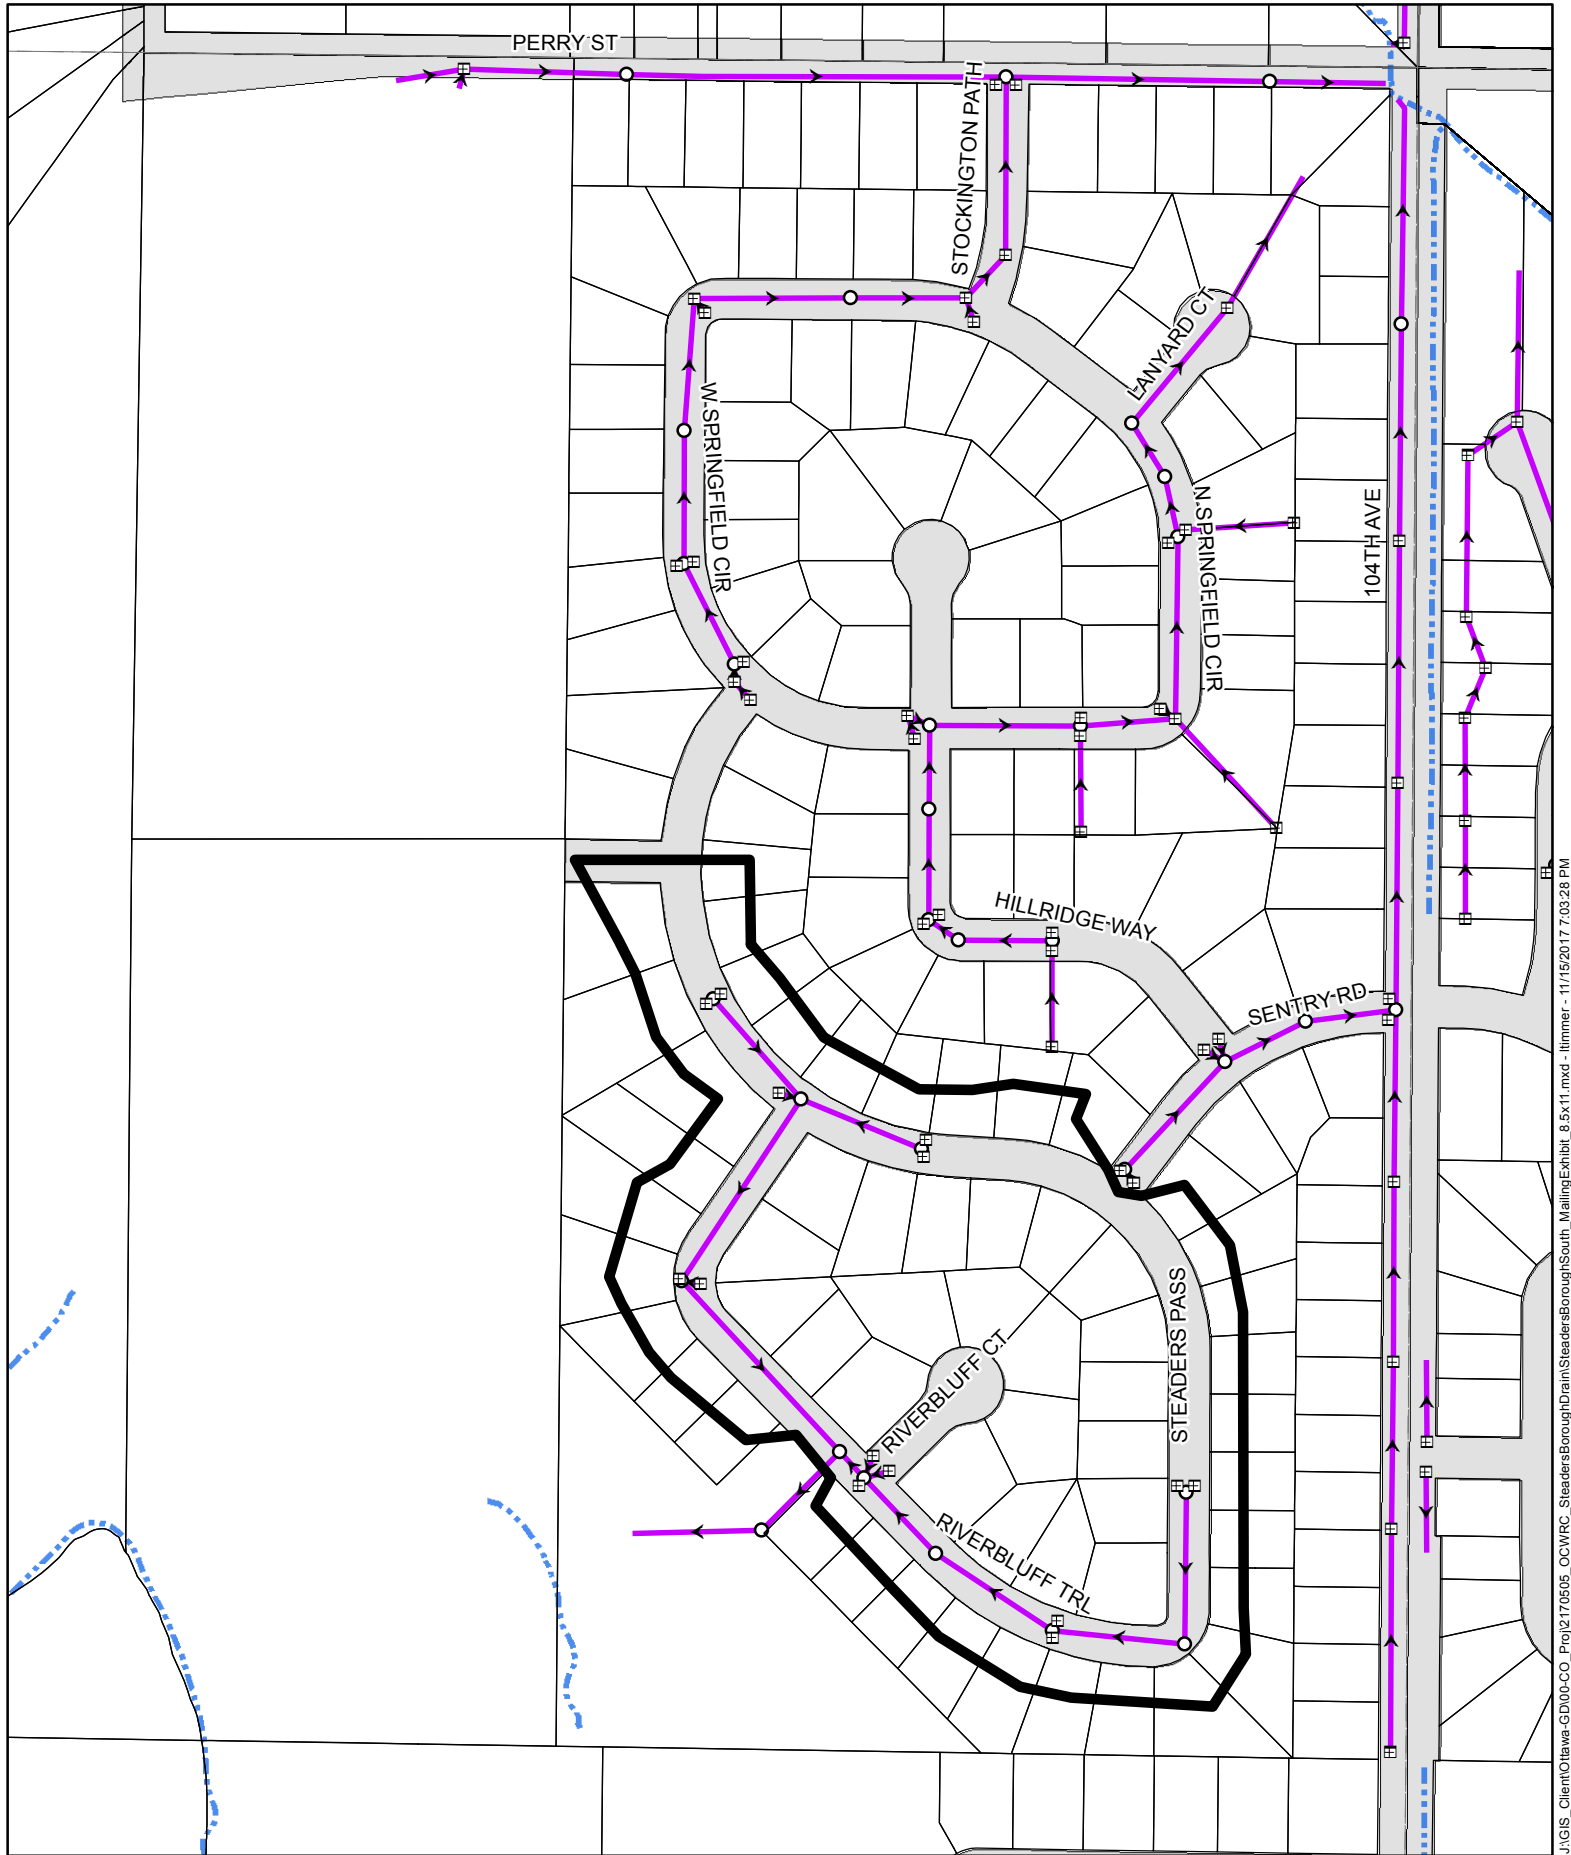 PERRY ST
STOCKINGTON PATH
LANYARD CT
W SPRINGFIELD CIR
N SPRINGFIELD CIR
104TH AVE
HILLRIDGE WAY
SENTRY RD
STEADERS PASS
RIVERBLUFF CT
RIVERBLUFF TRL
J:\GIS_Client\Ottawa-GD\00-CO_Proj\2170505_OCWRC_SteadersBoroughDrain\SteadersBoroughSouth_MailingExhibit_8.5x11.mxd - ltimmer - 11/15/2017 7:03:28 PM